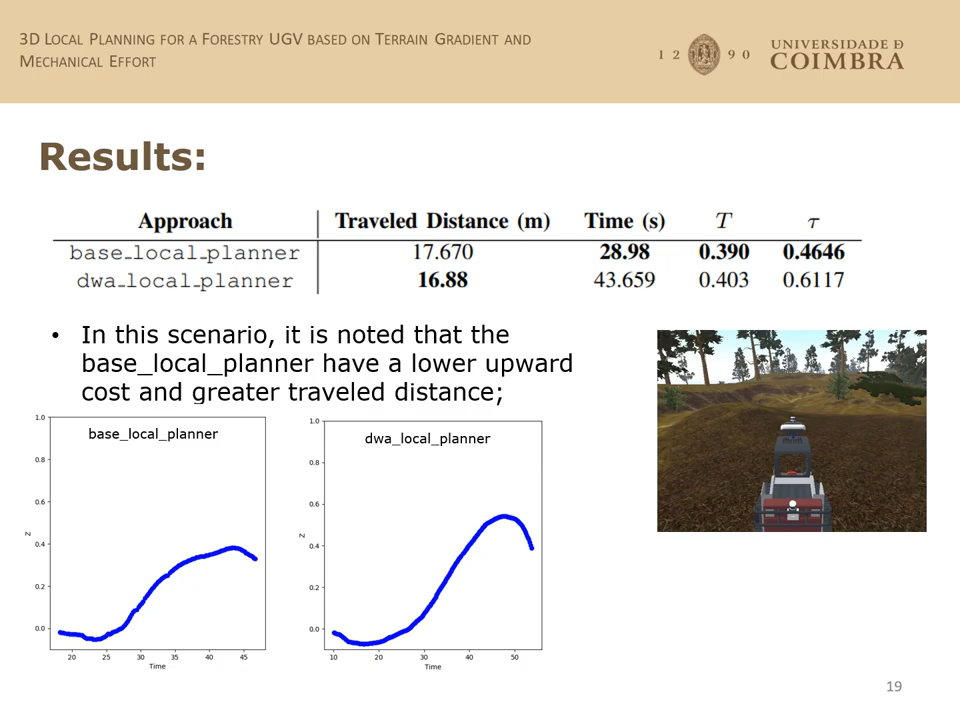 3D LOCAL PLANNING FOR A FORESTRY UGV BASED ON TERRAIN GRADIENT AND
MECHANICAL EFFORT
1 2 9 0
UNIVERSIDADE D
COIMBRA
Results:
Approach Traveled Distance (m) Time (s) T τ
base_local_planner 17.670 28.98 0.390 0.4646
dwa_local_planner 16.88 43.659 0.403 0.6117
• In this scenario, it is noted that the
base_local_planner have a lower upward
cost and greater traveled distance;
base_local_planner
1.0
0.8
0.6
0.4
0.2
0.0
Z
20 25 30 35 40 45
Time
dwa_local_planner
1.0
0.8
0.6
0.4
0.2
0.0
Z
10 20 30 40 50
Time
19